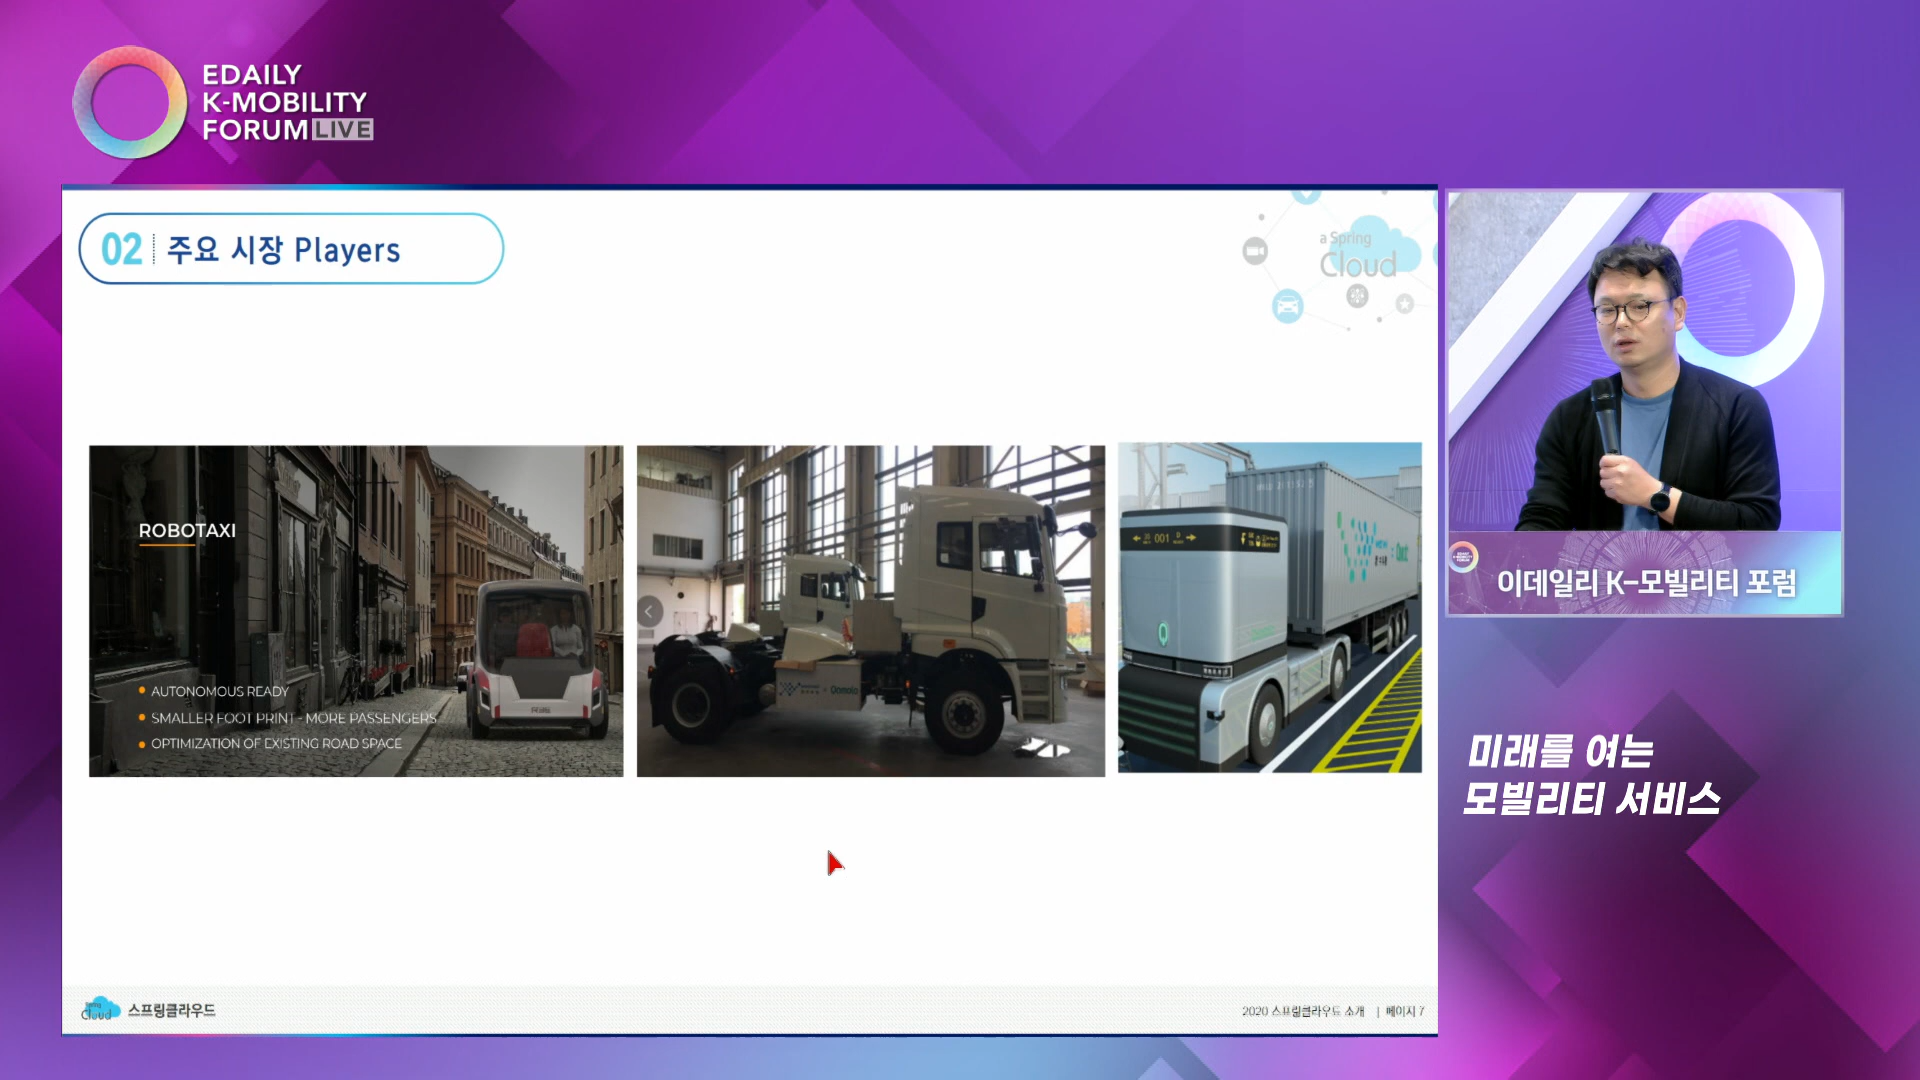 EDAILY
K-MOBILITY
FORUM LIVE
02 주요 시장 Players
a Spring
Cloud
ROBOTAXI
AUTONOMOUS READY
SMALLER FOOT PRINT - MORE PASSENGERS
OPTIMIZATION OF EXISTING ROAD SPACE
001
이데일리 K-모빌리티 포럼
미래를 여는
모빌리티 서비스
Cloud 스프링클라우드
2020 스프링클라우드 소개 | 페이지 7